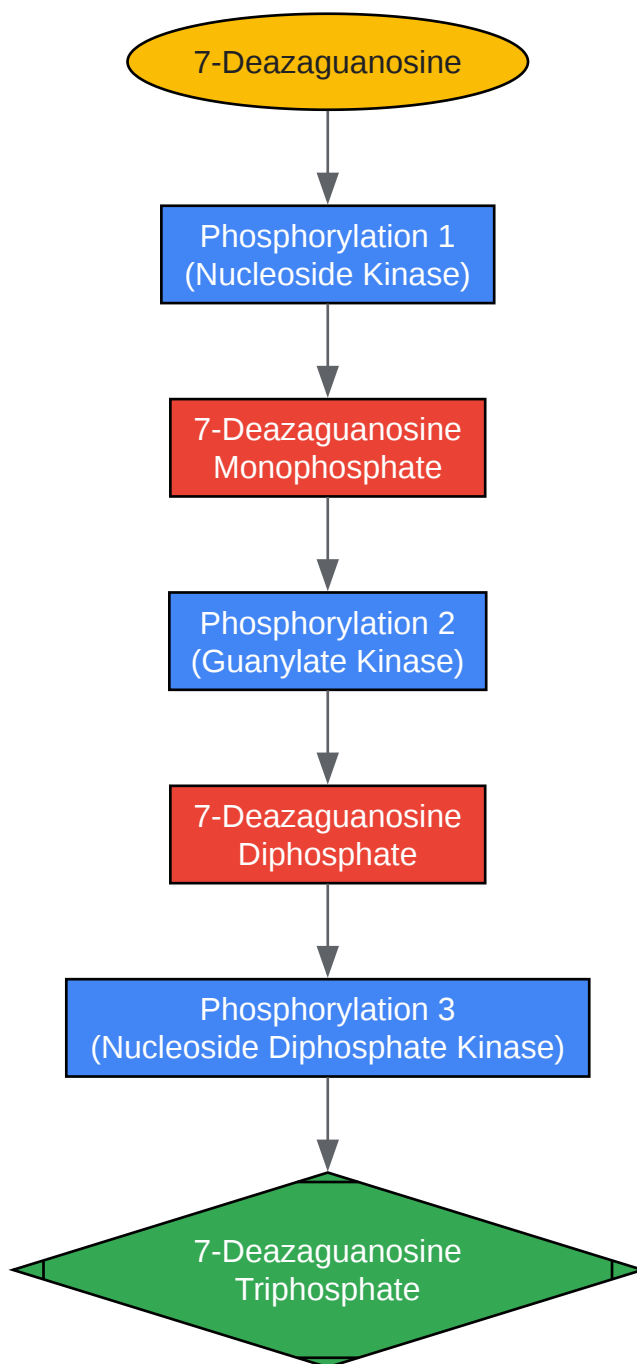 7-Deazaguanosine
Phosphorylation 1
(Nucleoside Kinase)
7-Deazaguanosine
Monophosphate
Phosphorylation 2
(Guanylate Kinase)
7-Deazaguanosine
Diphosphate
Phosphorylation 3
(Nucleoside Diphosphate Kinase)
7-Deazaguanosine
Triphosphate